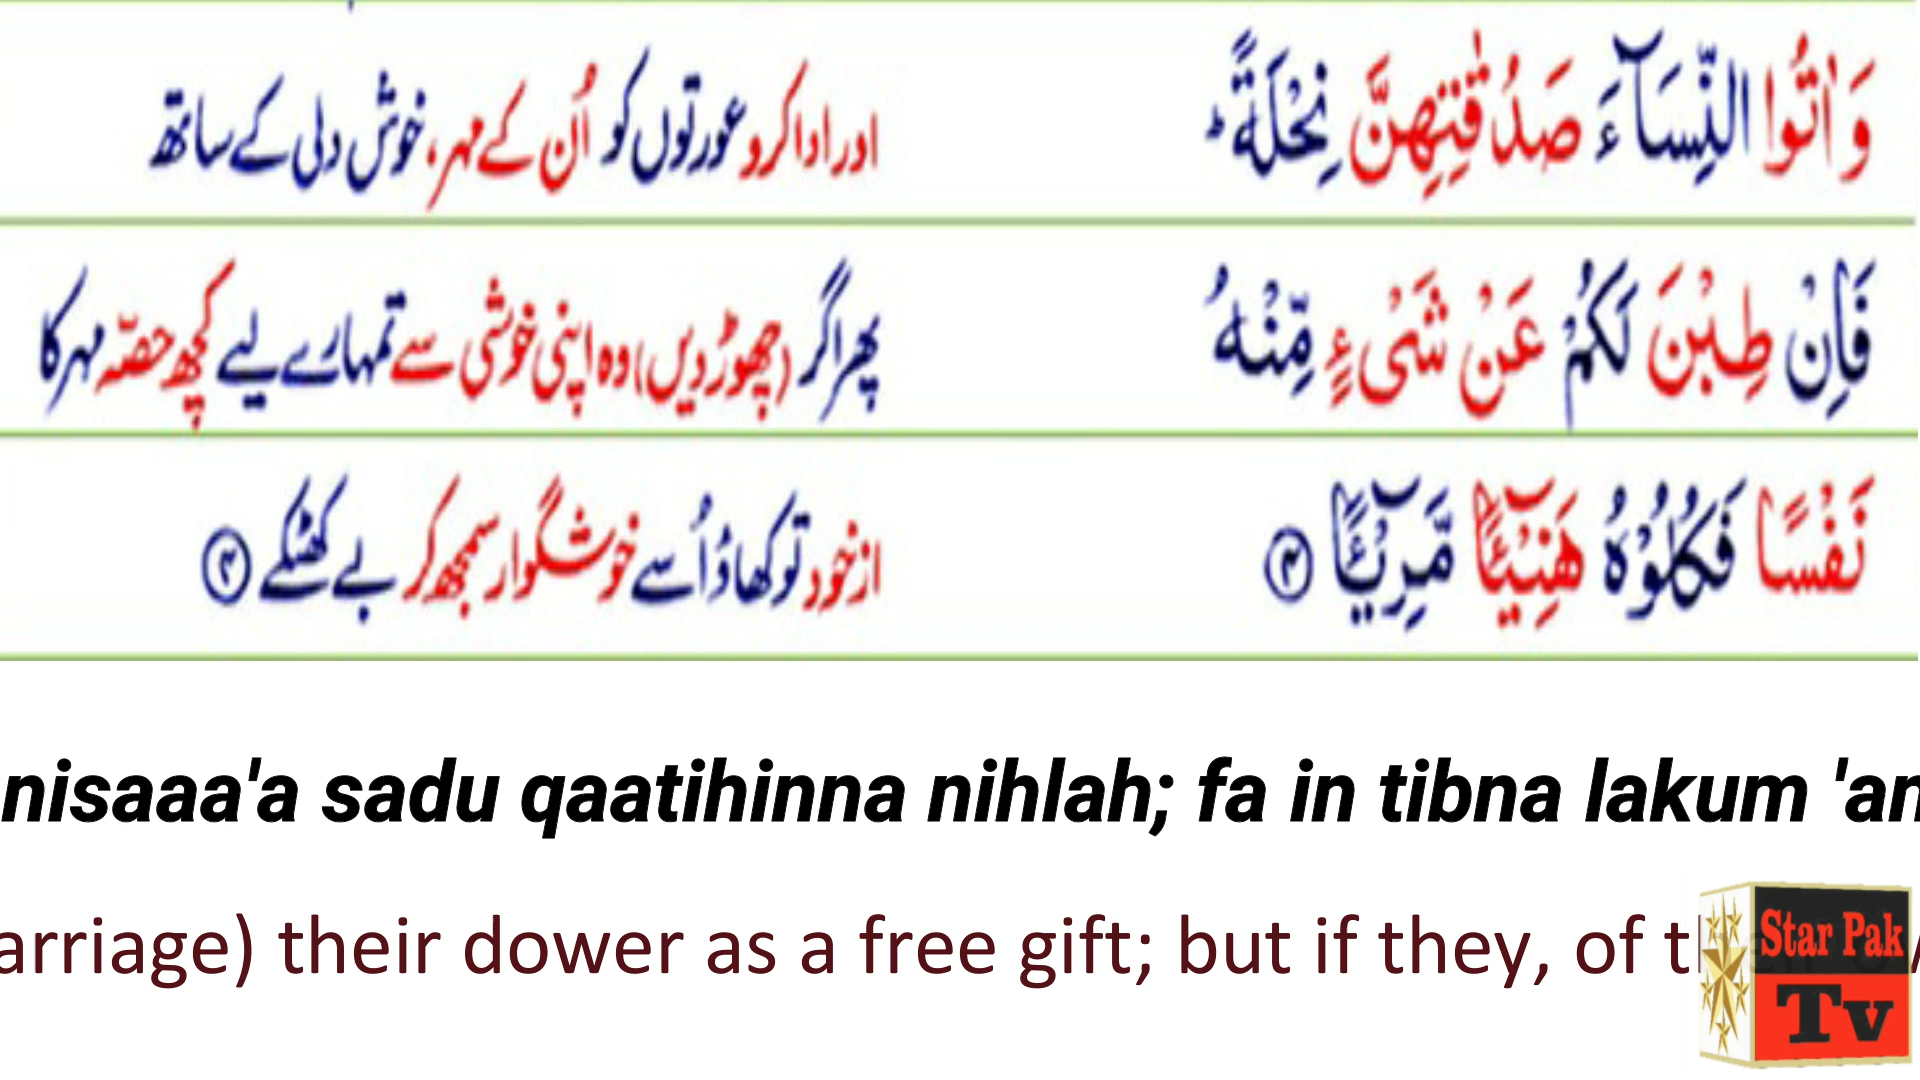 وَ اٰتُوا النِّسَآءَ صَدُقٰتِهِنَّ نِحْلَةً ؕ
اور ادا کرو عورتوں کو اُن کے مہر، خوش دلی کے ساتھ
فَاِنْ طِبْنَ لَكُمْ عَنْ شَیْءٍ مِّنْهُ
پھر اگر (چھوڑ دیں) وہ اپنی خوشی سے تمہارے لیے کچھ حصّہ مہر کا
نَفْسًا فَكُلُوْهُ هَنِیْٓــًٔا مَّرِیْٓــًٔا ۴
از خود تو کھاؤ اُسے خوشگوار سمجھ کر بے کھٹکے ۴
nisaaa'a sadu qaatihinna nihlah; fa in tibna lakum 'an
arriage) their dower as a free gift; but if they, of
Star Pak
Tv